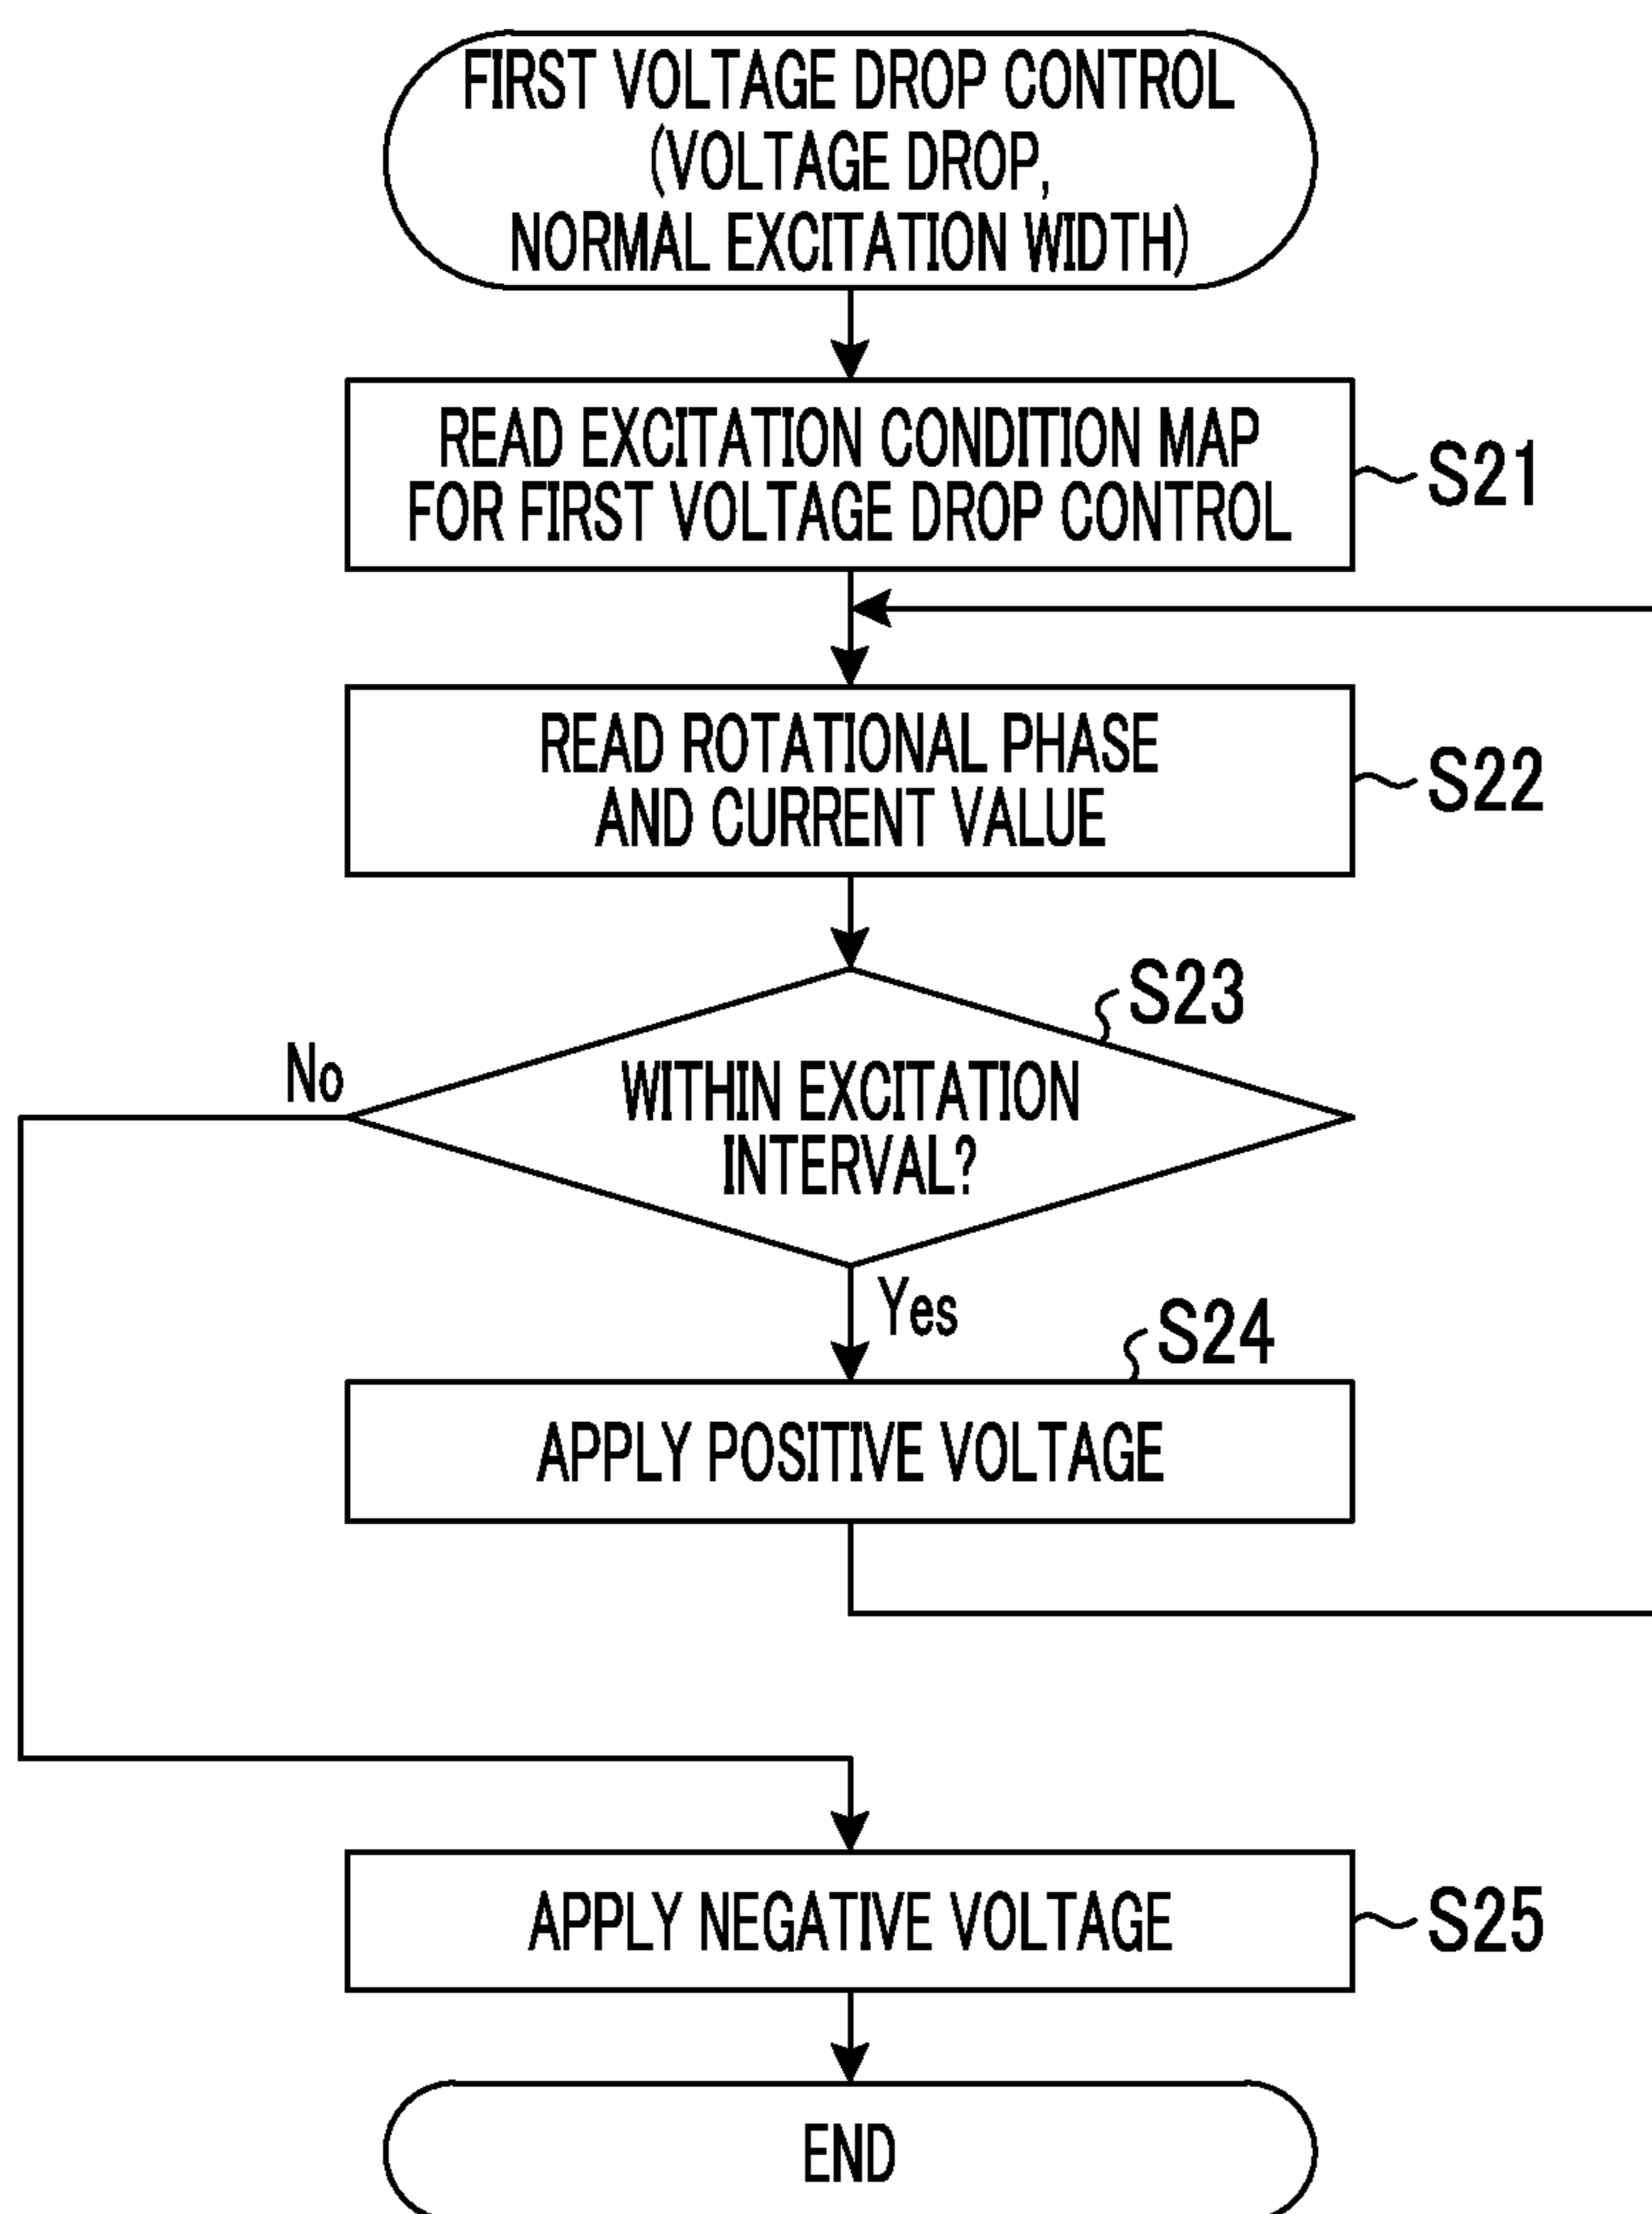 FIRST VOLTAGE DROP CONTROL
(VOLTAGE DROP,
NORMAL EXCITATION WIDTH)
READ EXCITATION CONDITION MAP
FOR FIRST VOLTAGE DROP CONTROL
S21
READ ROTATIONAL PHASE
AND CURRENT VALUE
S22
S23
No
WITHIN EXCITATION
INTERVAL?
Yes
S24
APPLY POSITIVE VOLTAGE
APPLY NEGATIVE VOLTAGE
S25
END